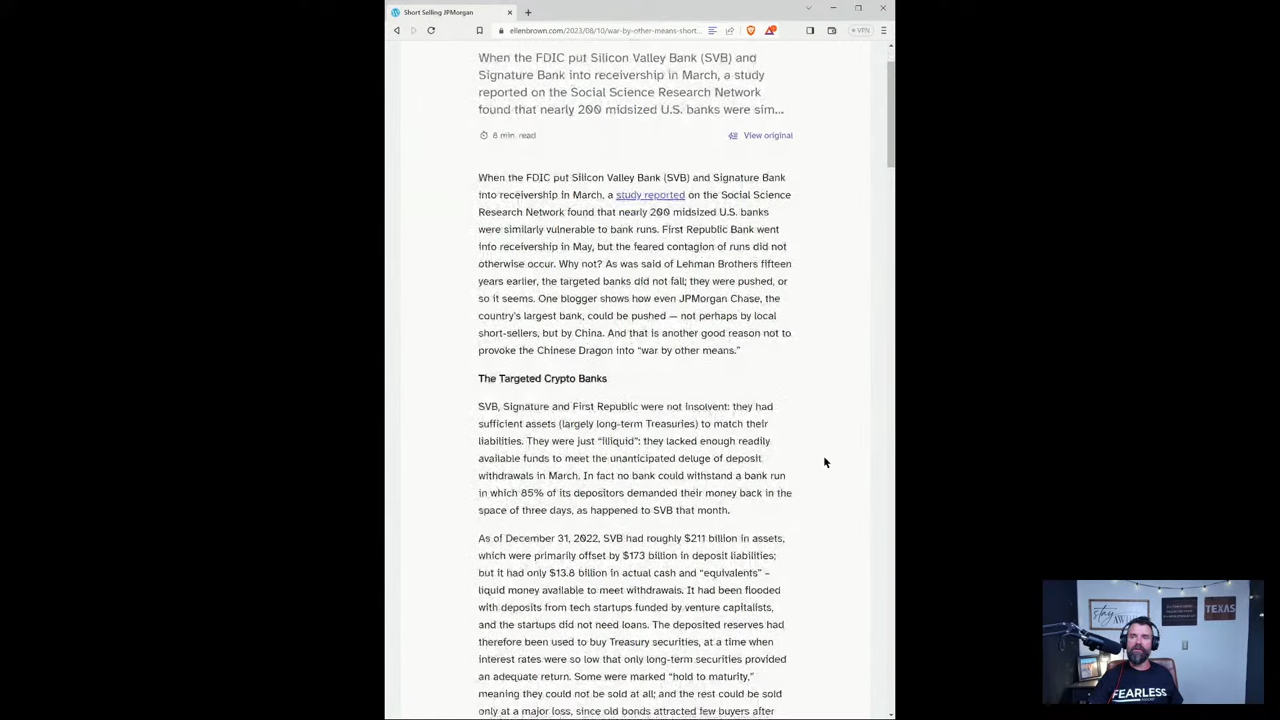 Short Selling JPMorgan
ellenbrown.com/2023/08/10/war-by-other-means-short...
VPN
When the FDIC put Silicon Valley Bank (SVB) and
Signature Bank into receivership in March, a study
reported on the Social Science Research Network
found that nearly 200 midsized U.S. banks were sim...
8 min. read
View original
When the FDIC put Silicon Valley Bank (SVB) and Signature Bank
into receivership in March, a study reported on the Social Science
Research Network found that nearly 200 midsized U.S. banks
were similarly vulnerable to bank runs. First Republic Bank went
into receivership in May, but the feared contagion of runs did not
otherwise occur. Why not? As was said of Lehman Brothers fifteen
years earlier, the targeted banks did not fall; they were pushed, or
so it seems. One blogger shows how even JPMorgan Chase, the
country’s largest bank, could be pushed — not perhaps by local
short-sellers, but by China. And that is another good reason not to
provoke the Chinese Dragon into “war by other means.”
The Targeted Crypto Banks
SVB, Signature and First Republic were not insolvent: they had
sufficient assets (largely long-term Treasuries) to match their
liabilities. They were just “illiquid”: they lacked enough readily
available funds to meet the unanticipated deluge of deposit
withdrawals in March. In fact no bank could withstand a bank run
in which 85% of its depositors demanded their money back in the
space of three days, as happened to SVB that month.
As of December 31, 2022, SVB had roughly $211 billion in assets,
which were primarily offset by $173 billion in deposit liabilities;
but it had only $13.8 billion in actual cash and “equivalents” –
liquid money available to meet withdrawals. It had been flooded
with deposits from tech startups funded by venture capitalists,
and the startups did not need loans. The deposited reserves had
therefore been used to buy Treasury securities, at a time when
interest rates were so low that only long-term securities provided
an adequate return. Some were marked “hold to maturity,”
meaning they could not be sold at all; and the rest could be sold
only at a major loss, since old bonds attracted few buyers after
stay
TEXAS
FEARLESS